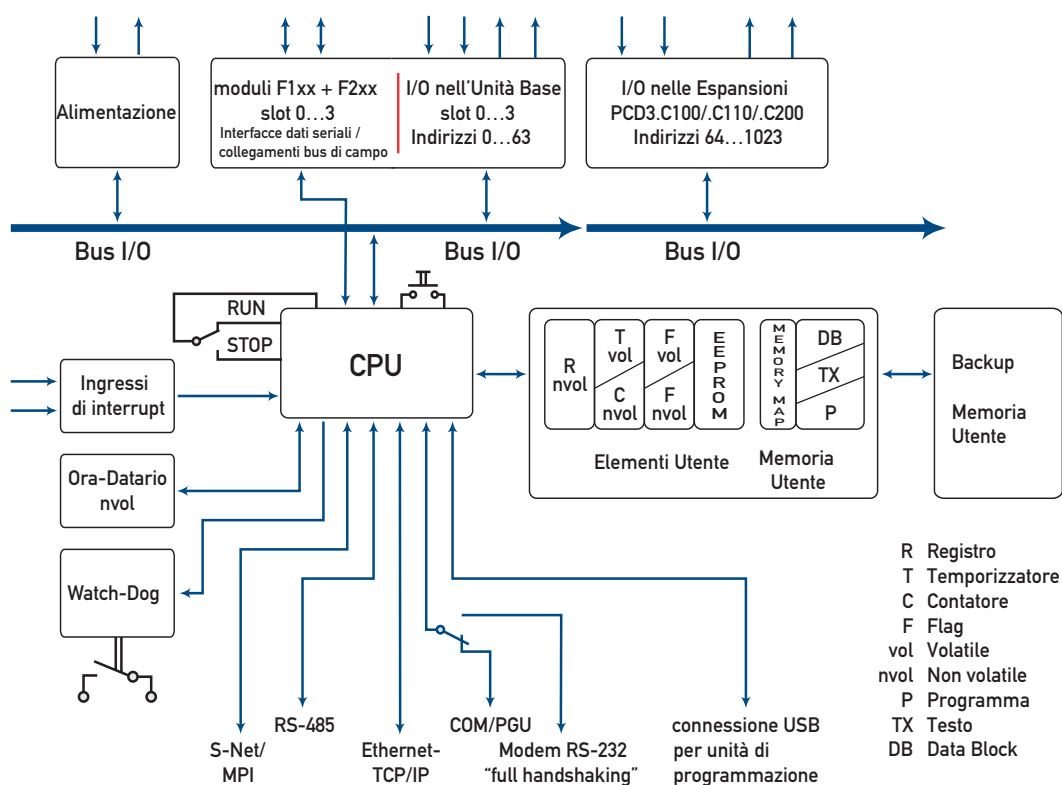 Alimentazione
moduli F1xx + F2xx
slot 0...3
Interfacce dati seriali /
collegamenti bus di campo
I/O nell'Unità Base
slot 0...3
Indirizzi 0...63
I/O nelle Espansioni
PCD3.C100/.C110/.C200
Indirizzi 64...1023
Bus I/O
Bus I/O
Bus I/O
RUN
STOP
CPU
Ingressi
di interrupt
Ora-Datario
nvol
Watch-Dog
R
nvol
T
vol
C
nvol
F
vol
F
nvol
EEPROM
MEMORY MAP
DB
TX
P
Elementi Utente
Memoria
Utente
Backup
Memoria
Utente
R Registro
T Temporizzatore
C Contatore
F Flag
vol Volatile
nvol Non volatile
P Programma
TX Testo
DB Data Block
S-Net/
MPI
RS-485
Ethernet-
TCP/IP
COM/PGU
Modem RS-232
"full handshaking"
connessione USB
per unità di
programmazione